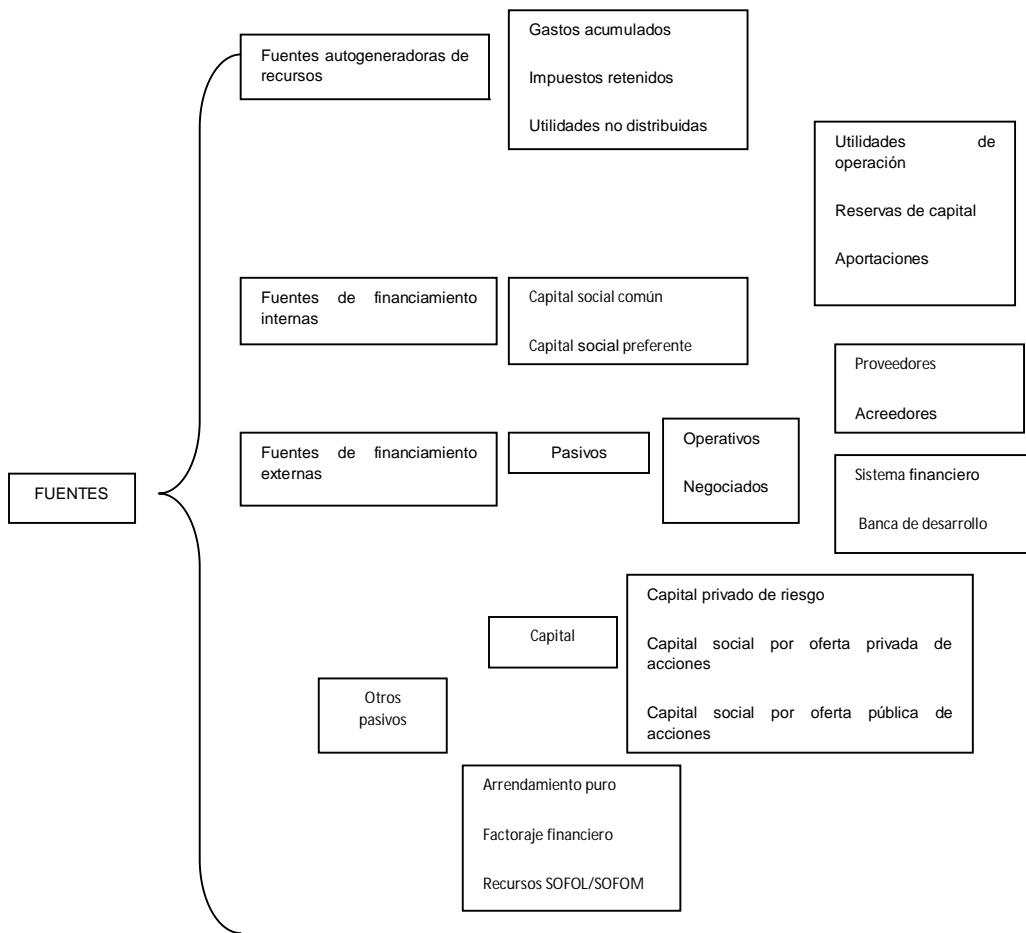 Fuentes autogeneradoras de
recursos
Gastos acumulados
Impuestos retenidos
Utilidades no distribuidas
Utilidades de
operación
Reservas de capital
Aportaciones
Fuentes de financiamiento
internas
Capital social común
Capital social preferente
Proveedores
Acreedores
Fuentes de financiamiento
externas
Pasivos
Operativos
Negociados
Sistema financiero
Banca de desarrollo
FUENTES
Capital
Capital privado de riesgo
Capital social por oferta privada de
acciones
Capital social por oferta pública de
acciones
Otros
pasivos
Arrendamiento puro
Factoraje financiero
Recursos SOFOL/SOFOM